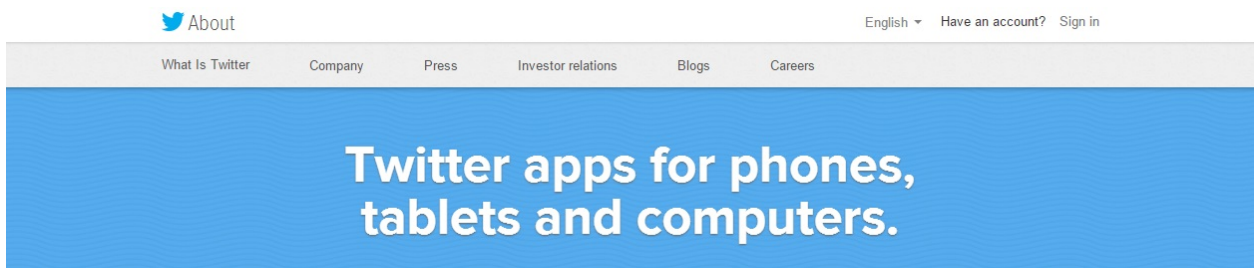 About English Have an account? Sign in
What Is Twitter Company Press Investor relations Blogs Careers
Twitter apps for phones,
tablets and computers.